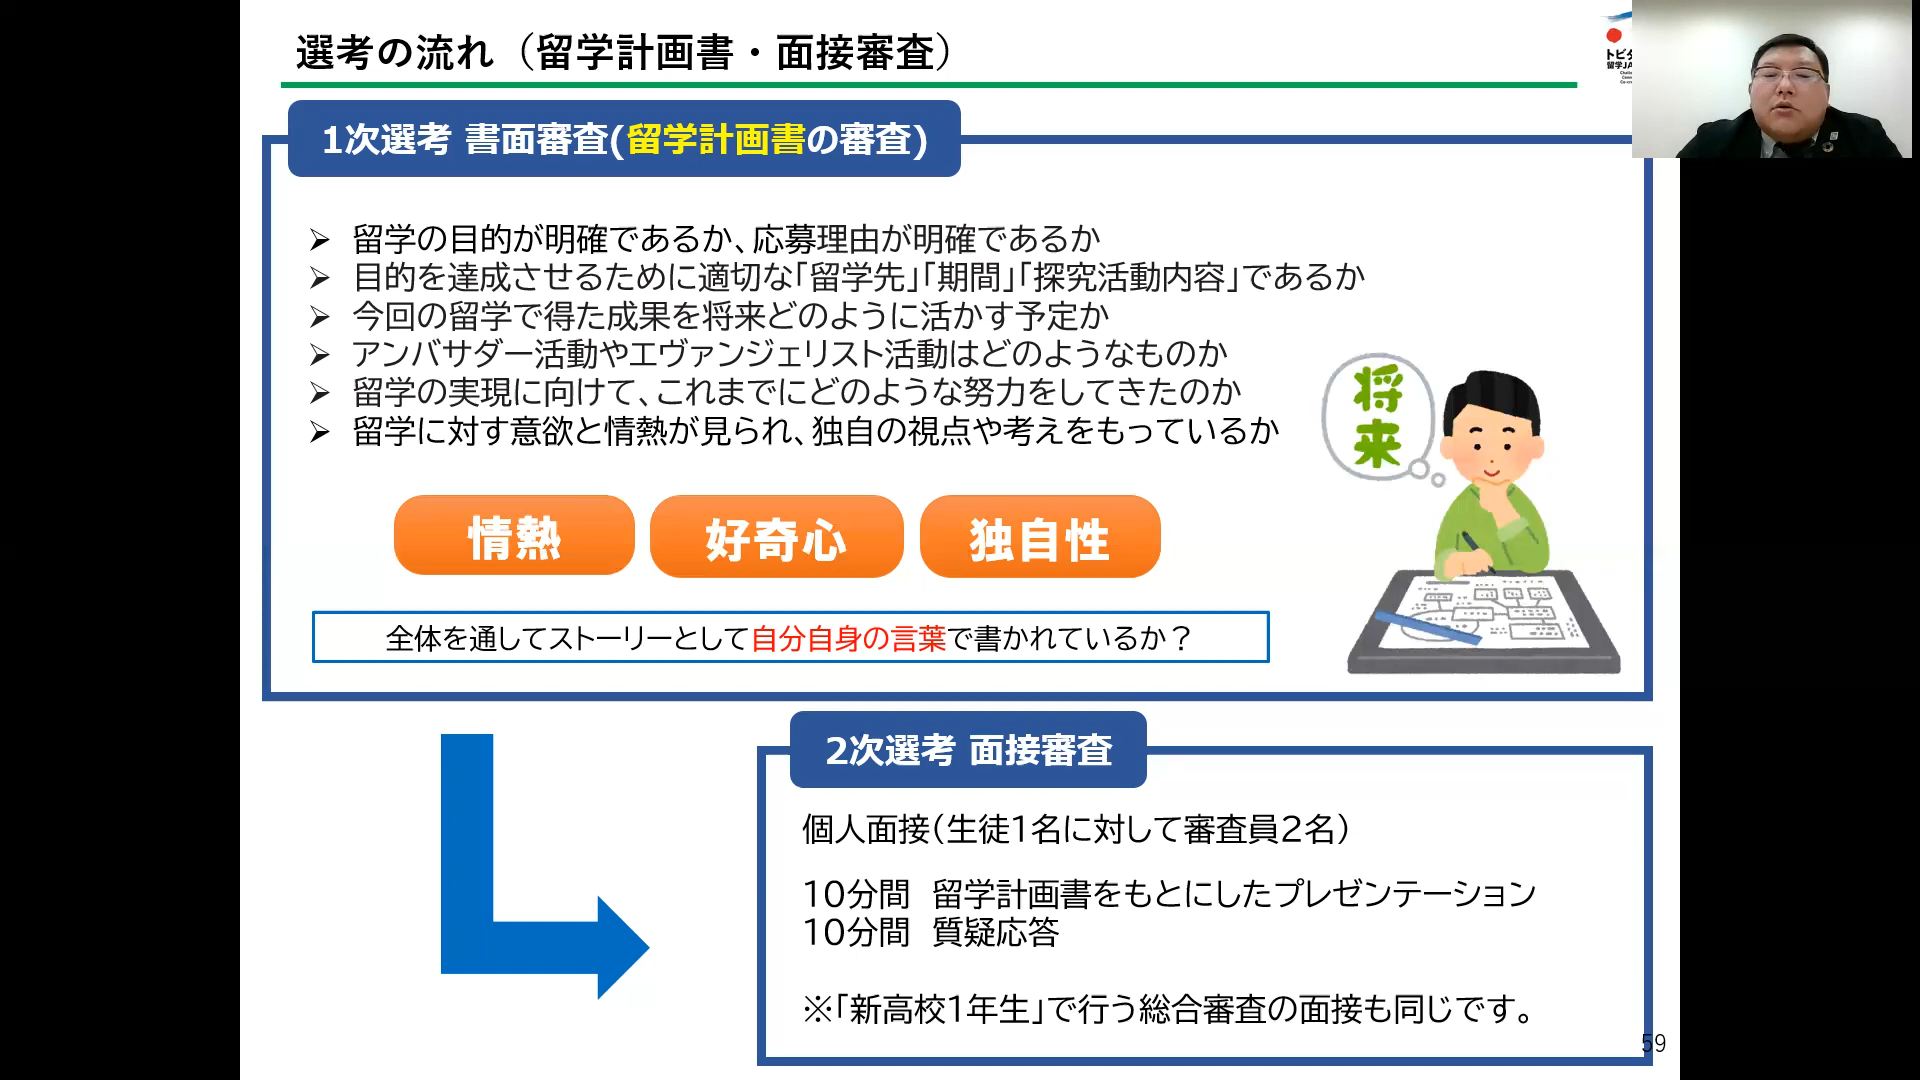 選考の流れ（留学計画書・面接審査）
トビタ
留学JA
1次選考 書面審査(留学計画書の審査)
➢ 留学の目的が明確であるか、応募理由が明確であるか
➢ 目的を達成させるために適切な「留学先」「期間」「探究活動内容」であるか
➢ 今回の留学で得た成果を将来どのように活かす予定か
➢ アンバサダー活動やエヴァンジェリスト活動はどのようなものか
➢ 留学の実現に向けて、これまでにどのような努力をしてきたのか
➢ 留学に対す意欲と情熱が見られ、独自の視点や考えをもっているか
将来
情熱 好奇心 独自性
全体を通してストーリーとして自分自身の言葉で書かれているか？
2次選考 面接審査
個人面接（生徒1名に対して審査員2名）
10分間 留学計画書をもとにしたプレゼンテーション
10分間 質疑応答
※「新高校1年生」で行う総合審査の面接も同じです。
59